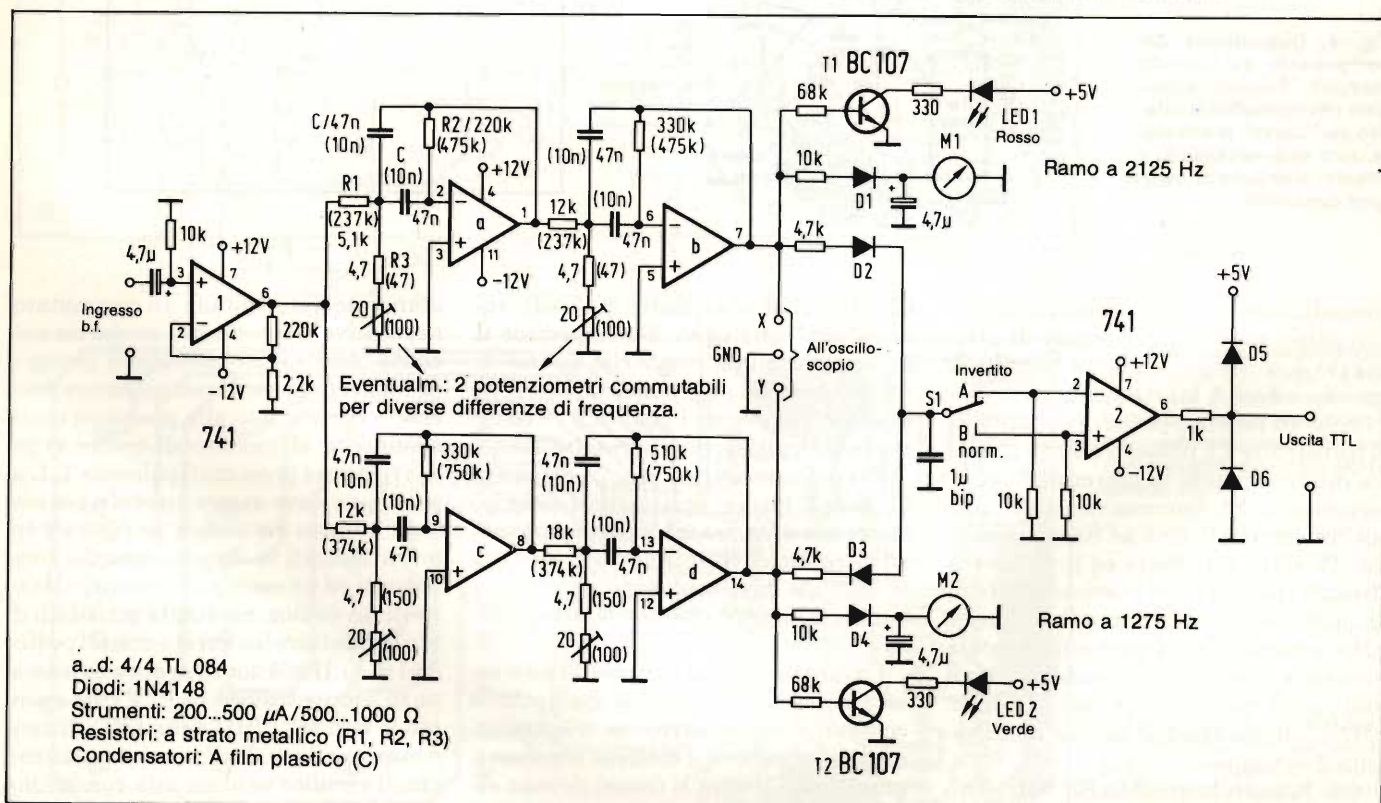 T1 BC107
68k
330
LED1
Rosso
+5V
C/47n
(10n)
R2/220k
(475k)
C
(10n)
47n
R1
(237k)
5,1k
+12V
4
2
a
1
3
11
-12V
4,7
R3
(47)
20
(100)
(10n)
47n
330k
(475k)
12k
(237k)
(10n)
47n
6
b
7
5
4,7
(47)
20
(100)
10k
D1
M1
+
4,7µ
Ramo a 2125 Hz
4,7k
D2
10k
4,7µ
+
3
+12V
7
1
6
2
4
-12V
220k
2,2k
741
Ingresso
b.f.
Eventualm.: 2 potenziometri commutabili
per diverse differenze di frequenza.
X
GND
Y
All'oscillo-
scopio
S1
Invertito
A
B
norm.
1µ
bip
10k
10k
741
+12V
2
7
2
6
3
4
-12V
1k
+5V
D5
D6
Uscita TTL
47n
(10n)
330k
(750k)
12k
(374k)
(10n)
47n
9
c
8
10
4,7
(150)
20
(100)
47n
(10n)
510k
(750k)
18k
(374k)
(10n)
47n
13
d
14
12
4,7
(150)
20
(100)
4,7k
D3
10k
D4
M2
+
4,7µ
Ramo a 1275 Hz
68k
330
LED 2
Verde
+5V
T2 BC107
a...d: 4/4 TL 084
Diodi: 1N4148
Strumenti: 200...500 µA/500...1000 Ω
Resistori: a strato metallico (R1, R2, R3)
Condensatori: A film plastico (C)